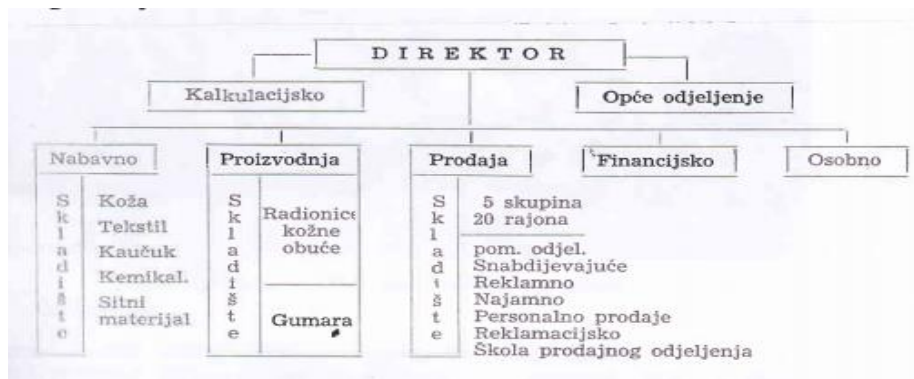 DIREKTOR
Kalkulacijsko
Opće odjeljenje
Nabavno
Proizvodnja
Prodaja
Financijsko
Osobno
Skladište
Koža
Tekstil
Kaučuk
Kemikal.
Sitni
materijal
Skladište
Radionice
kožne
obuće
Gumara
Skladište
5 skupina
20 rajona
pom. odjel.
Snabdijevajuće
Reklamno
Najamno
Personalno prodaje
Reklamacijsko
Škola prodajnog odjeljenja